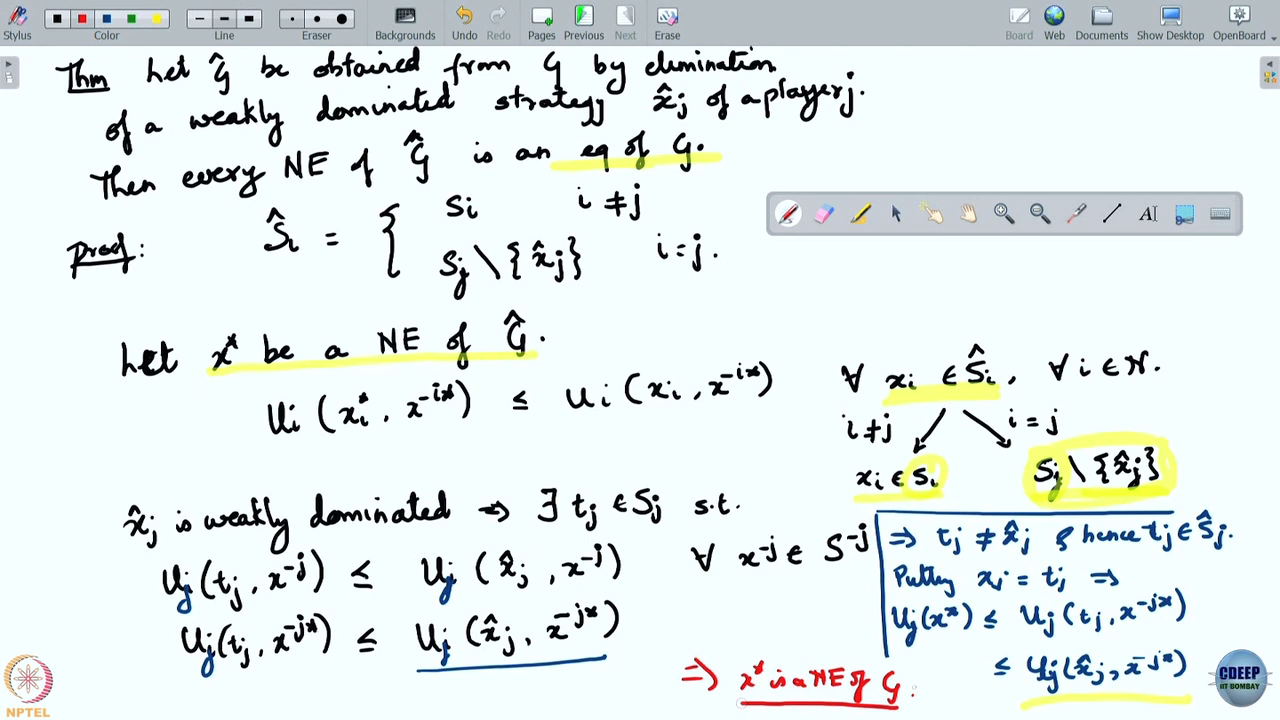 Stylus
Color
Line
Eraser
Backgrounds
Undo
Redo
Pages
Previous
Next
Erase
Board
Web
Documents
Show Desktop
OpenBoard
Thm Let Ĝ be obtained from G by elimination
of a weakly dominated strategy x̂j of a player j.
Then every NE of Ĝ is an eq of G.
Proof: Ŝi = { Si i ≠ j
Sj \ {x̂j} i = j.
Let x* be a NE of Ĝ.
Ui (xi*, x^-i*) ≤ Ui (xi, x^-i*) ∀ xi ∈ Ŝi, ∀ i ∈ N.
i≠j i = j
xi ∈ Si Sj \ {x̂j}
x̂j is weakly dominated ⇒ ∃ tj ∈ Sj s.t.
Uj (tj, x^-j) ≤ Uj (x̂j, x^-j) ∀ x^-j ∈ S^-j
Uj (tj, x^-j*) ≤ Uj (x̂j, x^-j*)
⇒ tj ≠ x̂j & hence tj ∈ Ŝj.
Putting xj = tj ⇒
Uj(x*) ≤ Uj (tj, x^-j*)
≤ Uj (x̂j, x^-j*)
⇒ x* is a NE of G.
NPTEL
CDEEP
IIT BOMBAY